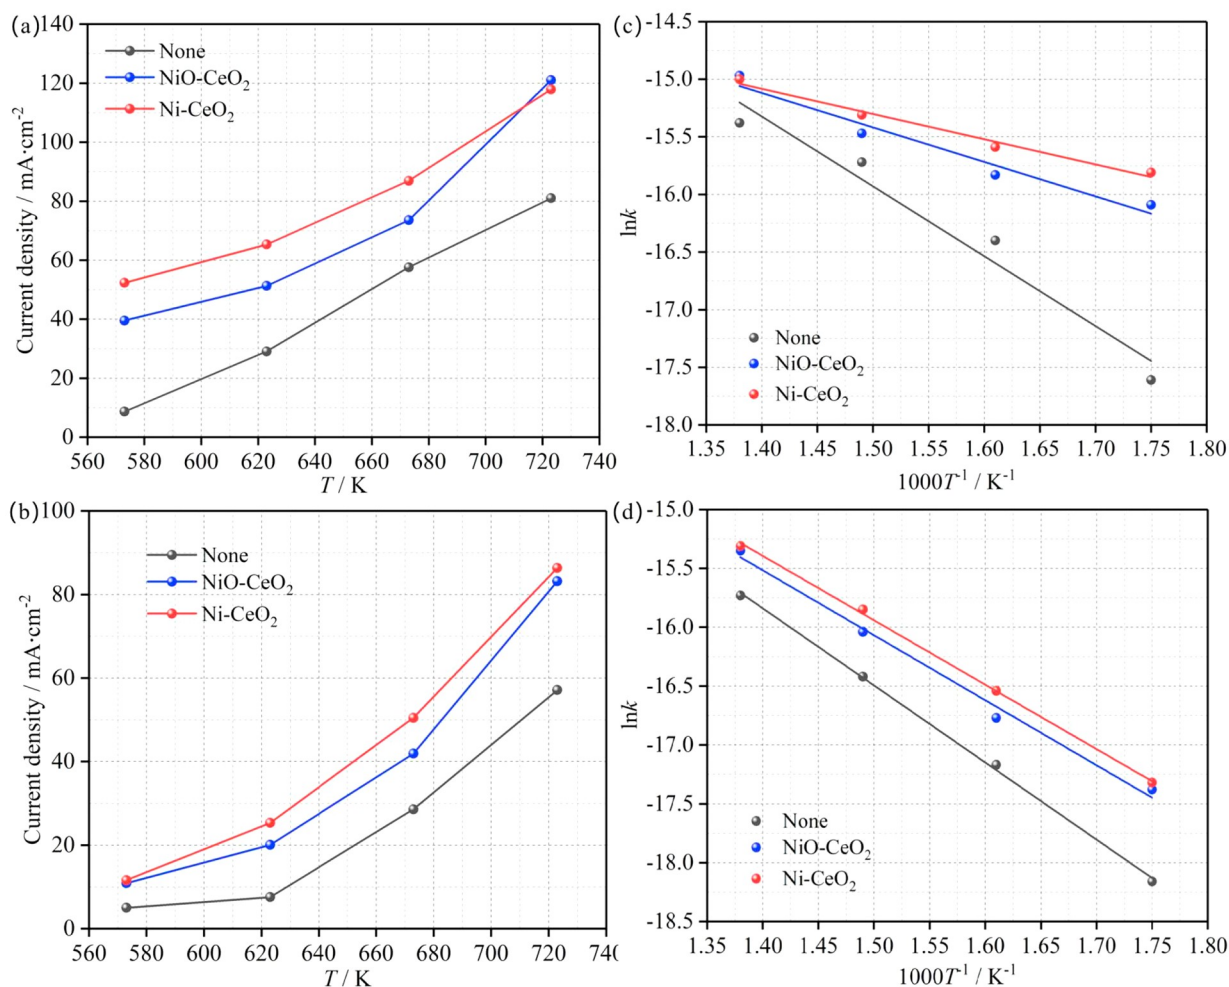 (a)
140
120
100
80
60
40
20
0
Current density / mA·cm⁻²
None
NiO-CeO₂
Ni-CeO₂
560 580 600 620 640 660 680 700 720 740
T / K
(c)
-14.5
-15.0
-15.5
-16.0
-16.5
-17.0
-17.5
-18.0
lnk
None
NiO-CeO₂
Ni-CeO₂
1.35 1.40 1.45 1.50 1.55 1.60 1.65 1.70 1.75 1.80
1000T⁻¹ / K⁻¹
(b)
100
80
60
40
20
0
Current density / mA·cm⁻²
None
NiO-CeO₂
Ni-CeO₂
560 580 600 620 640 660 680 700 720 740
T / K
(d)
-15.0
-15.5
-16.0
-16.5
-17.0
-17.5
-18.0
-18.5
lnk
None
NiO-CeO₂
Ni-CeO₂
1.35 1.40 1.45 1.50 1.55 1.60 1.65 1.70 1.75 1.80
1000T⁻¹ / K⁻¹